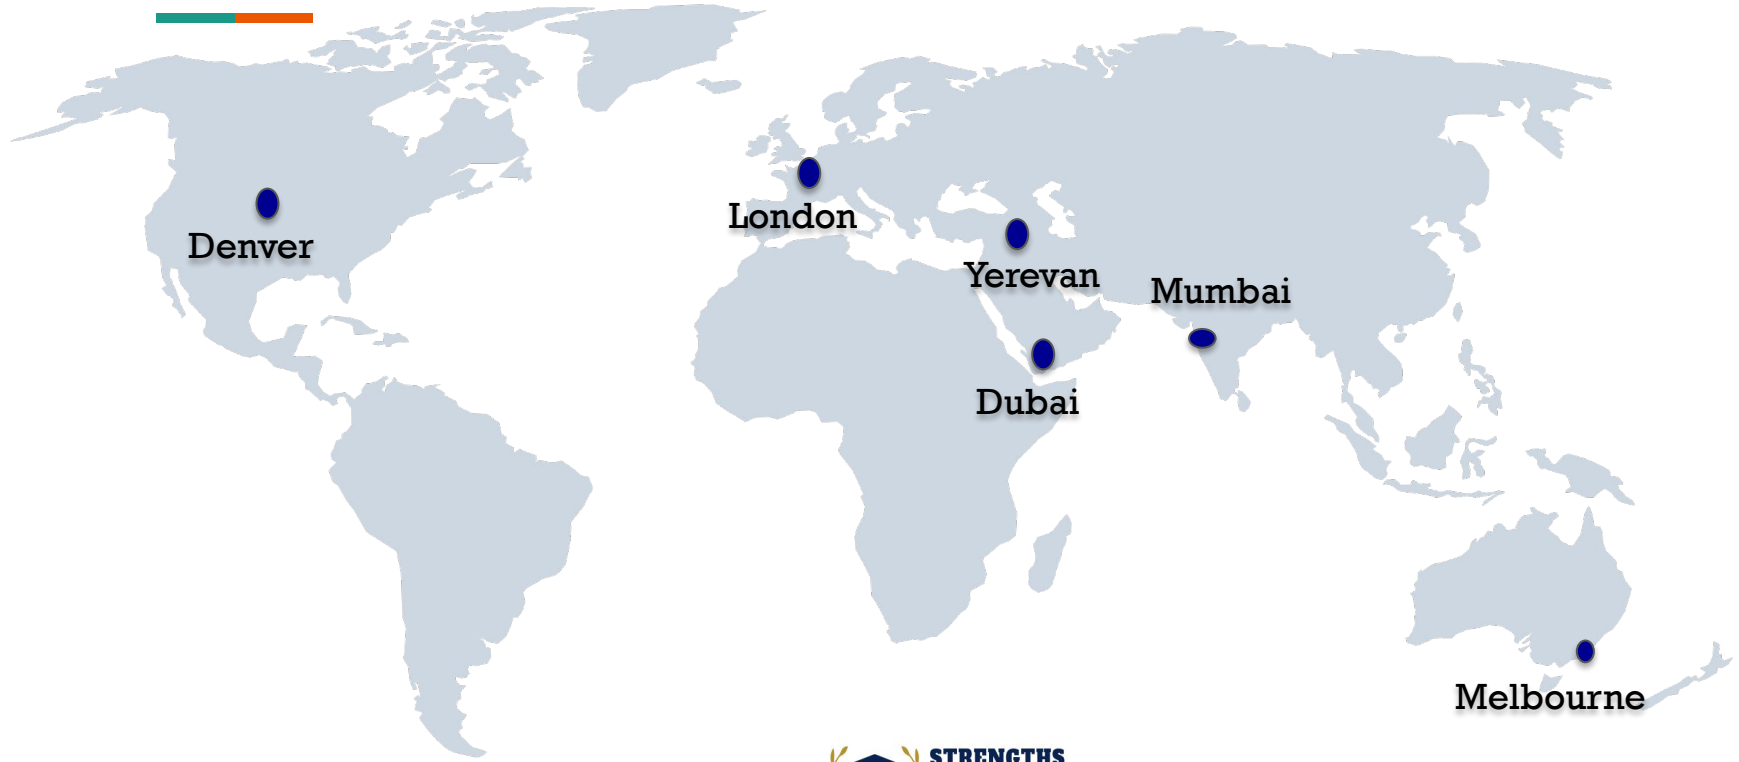 London
Denver
Yerevan
Mumbai
Dubai
Melbourne
STRENGTHS